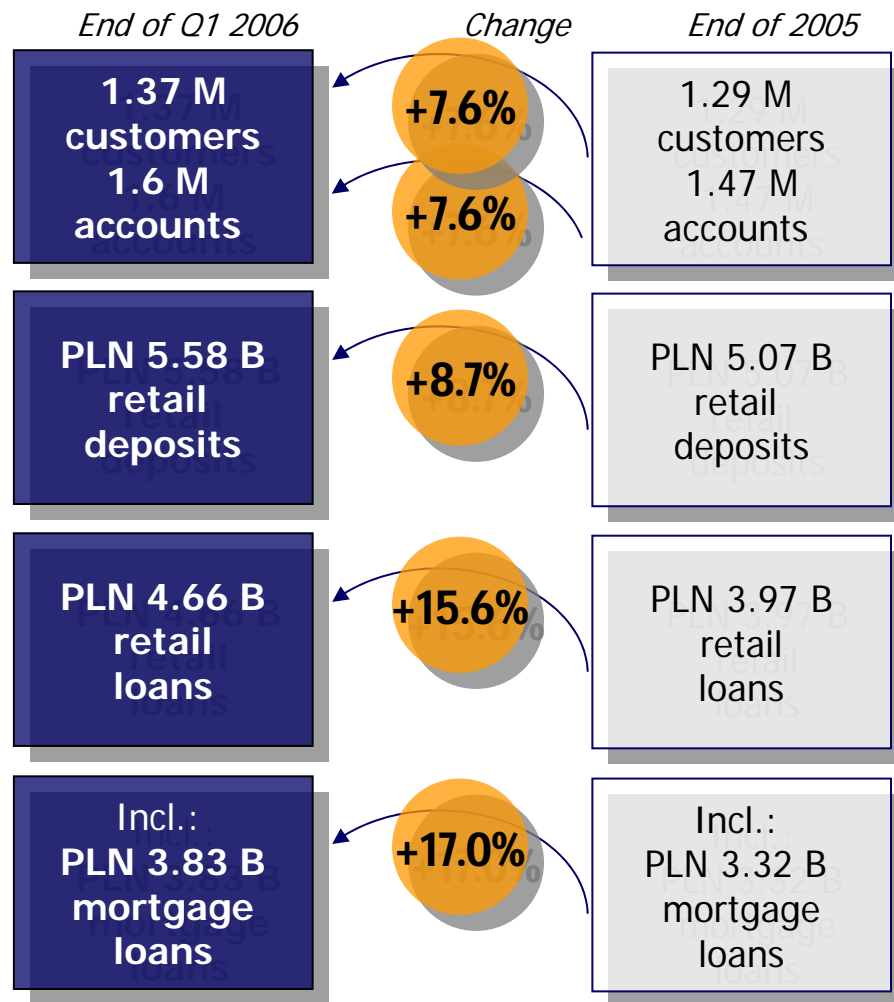 End of Q1 2006 Change End of 2005
1.37 M
customers
1.6 M
accounts
+7.6%
+7.6%
1.29 M
customers
1.47 M
accounts
PLN 5.58 B
retail
deposits
+8.7%
PLN 5.07 B
retail
deposits
PLN 4.66 B
retail
loans
+15.6%
PLN 3.97 B
retail
loans
Incl.:
PLN 3.83 B
mortgage
loans
+17.0%
Incl.:
PLN 3.32 B
mortgage
loans